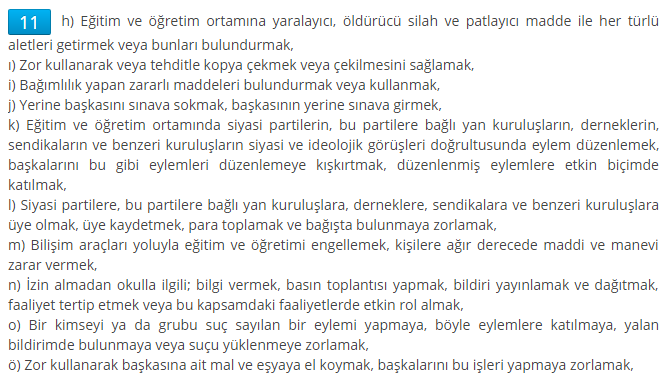 11 h) Eğitim ve öğretim ortamına yaralayıcı, öldürücü silah ve patlayıcı madde ile her türlü
aletleri getirmek veya bunları bulundurmak,
ı) Zor kullanarak veya tehditle kopya çekmek veya çekilmesini sağlamak,
i) Bağımlılık yapan zararlı maddeleri bulundurmak veya kullanmak,
j) Yerine başkasını sınava sokmak, başkasının yerine sınava girmek,
k) Eğitim ve öğretim ortamında siyasi partilerin, bu partilere bağlı yan kuruluşların, derneklerin,
sendikaların ve benzeri kuruluşların siyasi ve ideolojik görüşleri doğrultusunda eylem düzenlemek,
başkalarını bu gibi eylemleri düzenlemeye kışkırtmak, düzenlenmiş eylemlere etkin biçimde
katılmak,
l) Siyasi partilere, bu partilere bağlı yan kuruluşlara, derneklere, sendikalara ve benzeri kuruluşlara
üye olmak, üye kaydetmek, para toplamak ve bağışta bulunmaya zorlamak,
m) Bilişim araçları yoluyla eğitim ve öğretimi engellemek, kişilere ağır derecede maddi ve manevi
zarar vermek,
n) İzin almadan okulla ilgili; bilgi vermek, basın toplantısı yapmak, bildiri yayınlamak ve dağıtmak,
faaliyet tertip etmek veya bu kapsamdaki faaliyetlerde etkin rol almak,
o) Bir kimseyi ya da grubu suç sayılan bir eylemi yapmaya, böyle eylemlere katılmaya, yalan
bildirimde bulunmaya veya suçu yüklenmeye zorlamak,
ö) Zor kullanarak başkasına ait mal ve eşyaya el koymak, başkalarını bu işleri yapmaya zorlamak,